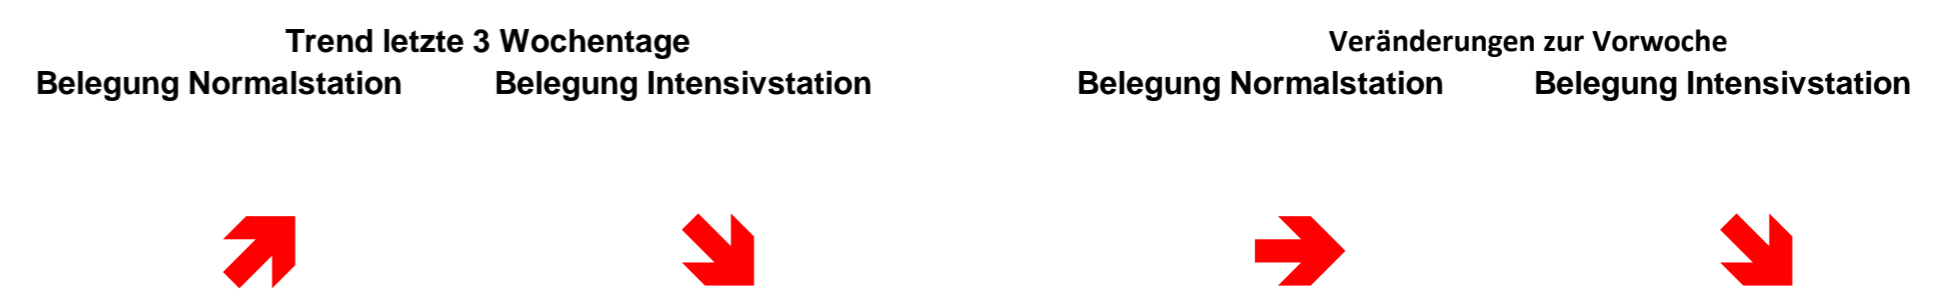 Trend letzte 3 Wochentage
Belegung Normalstation Belegung Intensivstation
Veränderungen zur Vorwoche
Belegung Normalstation Belegung Intensivstation